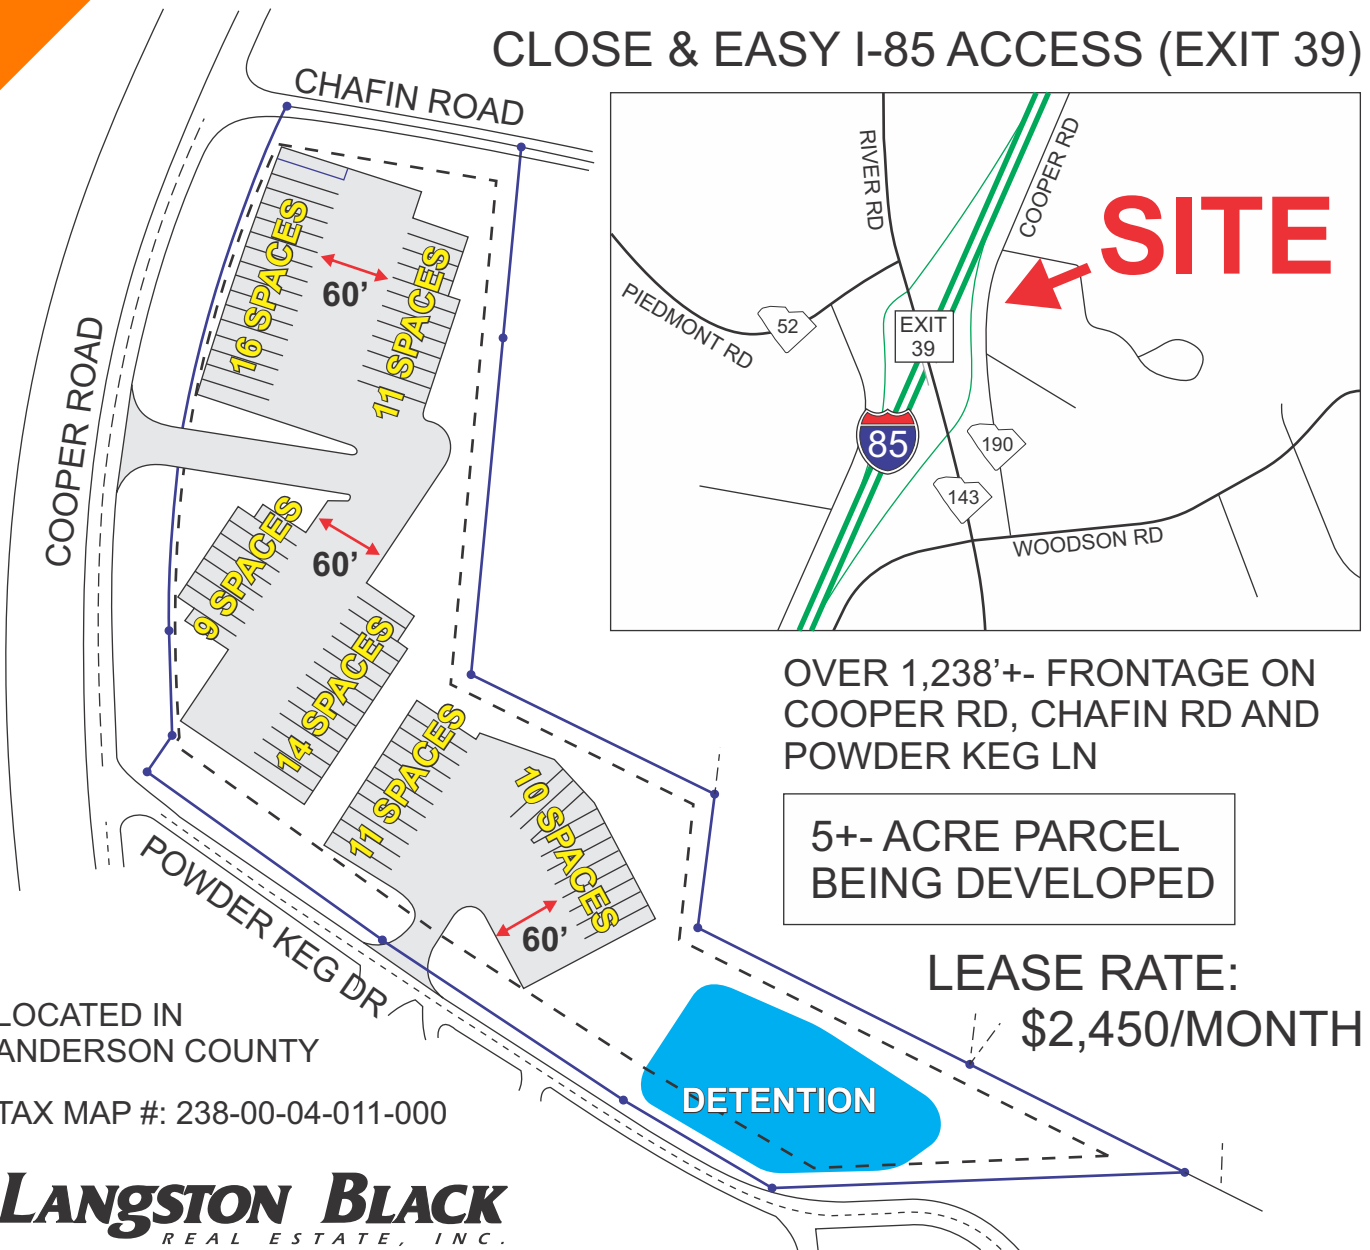 CLOSE & EASY I-85 ACCESS (EXIT 39)
CHAFIN ROAD
COOPER ROAD
16 SPACES
60’
11 SPACES
9 SPACES
60’
14 SPACES
11 SPACES
10 SPACES
60’
POWDER KEG DR
DETENTION
RIVER RD
COOPER RD
SITE
PIEDMONT RD
52
EXIT
39
85
190
143
WOODSON RD
OVER 1,238’+- FRONTAGE ON
COOPER RD, CHAFIN RD AND
POWDER KEG LN
5+- ACRE PARCEL
BEING DEVELOPED
LEASE RATE:
$2,450/MONTH
LOCATED IN
ANDERSON COUNTY
TAX MAP #: 238-00-04-011-000
LANGSTON BLACK
REAL ESTATE, INC.